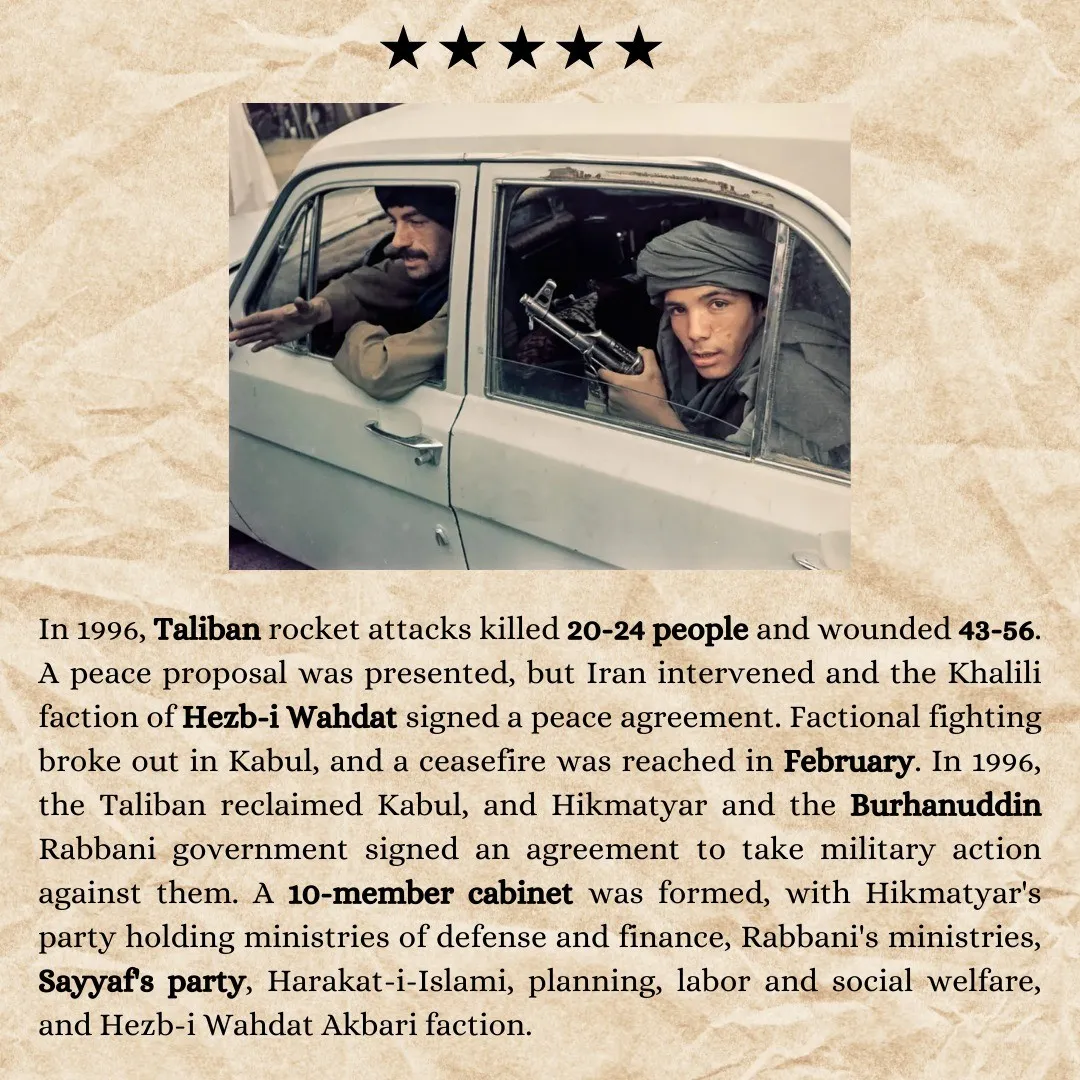 In 1996, Taliban rocket attacks killed 20-24 people and wounded 43-56.
A peace proposal was presented, but Iran intervened and the Khalili
faction of Hezb-i Wahdat signed a peace agreement. Factional fighting
broke out in Kabul, and a ceasefire was reached in February. In 1996,
the Taliban reclaimed Kabul, and Hikmatyar and the Burhanuddin
Rabbani government signed an agreement to take military action
against them. A 10-member cabinet was formed, with Hikmatyar's
party holding ministries of defense and finance, Rabbani's ministries,
Sayyaf's party, Harakat-i-Islami, planning, labor and social welfare,
and Hezb-i Wahdat Akbari faction.